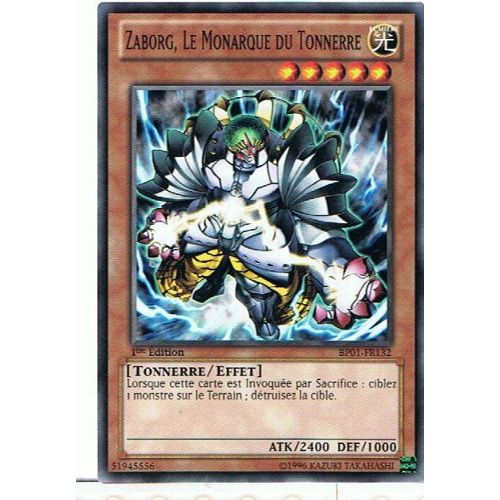 Zaborg, Le Monarque du Tonnerre
光
1ère Edition
BP01-FR132
[Tonnerre/Effet]
Lorsque cette carte est Invoquée par Sacrifice : ciblez
1 monstre sur le Terrain ; détruisez la cible.
ATK/2400 DEF/1000
51945556
©1996 KAZUKI TAKAHASHI